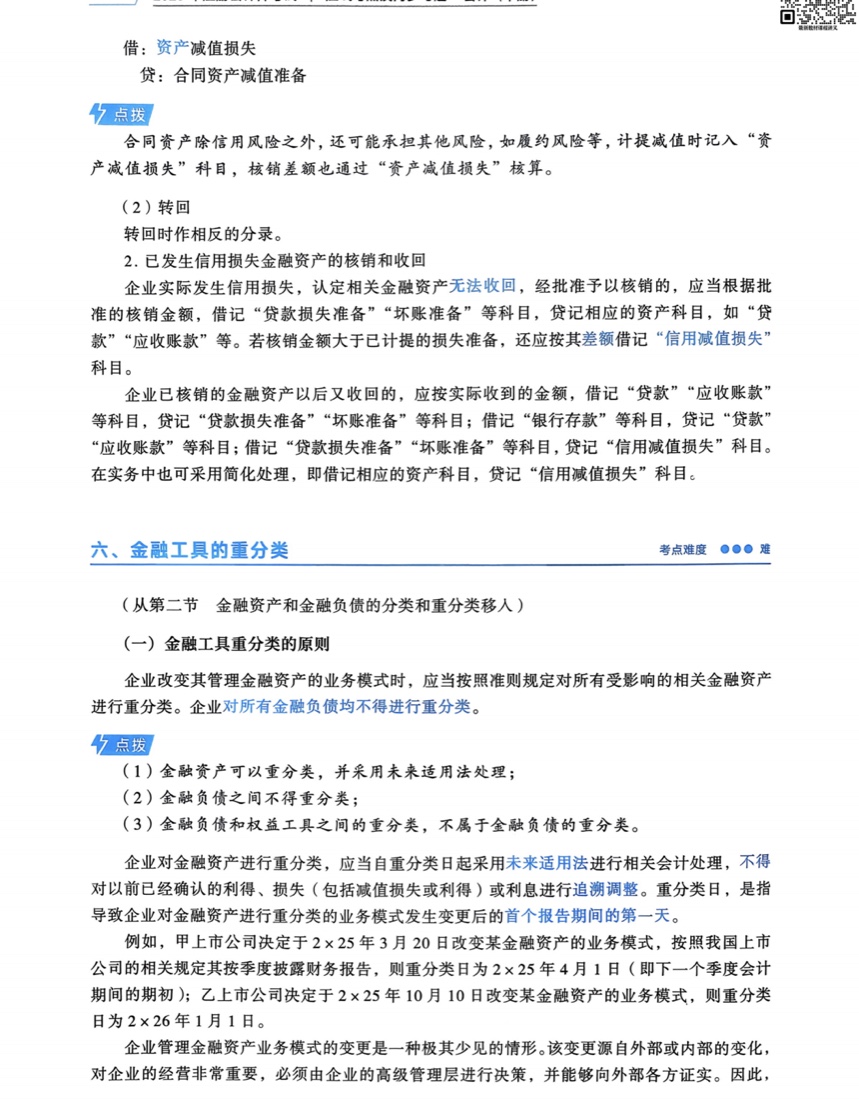 借：资产减值损失
贷：合同资产减值准备
点拨
合同资产除信用风险之外，还可能承担其他风险，如履约风险等，计提减值时记入“资
产减值损失”科目，核销差额也通过“资产减值损失”核算。
（2）转回
转回时作相反的分录。
2. 已发生信用损失金融资产的核销和收回
企业实际发生信用损失，认定相关金融资产无法收回，经批准予以核销的，应当根据批
准的核销金额，借记“贷款损失准备”“坏账准备”等科目，贷记相应的资产科目，如“贷
款”“应收账款”等。若核销金额大于已计提的损失准备，还应按其差额借记“信用减值损失”
科目。
企业已核销的金融资产以后又收回的，应按实际收到的金额，借记“贷款”“应收账款”
等科目，贷记“贷款损失准备”“坏账准备”等科目；借记“银行存款”等科目，贷记“贷款”
“应收账款”等科目；借记“贷款损失准备”“坏账准备”等科目，贷记“信用减值损失”科目。
在实务中也可采用简化处理，即借记相应的资产科目，贷记“信用减值损失”科目。
六、金融工具的重分类 考点难度 难
（从第二节 金融资产和金融负债的分类和重分类移人）
（一）金融工具重分类的原则
企业改变其管理金融资产的业务模式时，应当按照准则规定对所有受影响的相关金融资产
进行重分类。企业对所有金融负债均不得进行重分类。
点拨
（1）金融资产可以重分类，并采用未来适用法处理；
（2）金融负债之间不得重分类；
（3）金融负债和权益工具之间的重分类，不属于金融负债的重分类。
企业对金融资产进行重分类，应当自重分类日起采用未来适用法进行相关会计处理，不得
对以前已经确认的利得、损失（包括减值损失或利得）或利息进行追溯调整。重分类日，是指
导致企业对金融资产进行重分类的业务模式发生变更后的首个报告期间的第一天。
例如，甲上市公司决定于 2×25 年 3 月 20 日改变某金融资产的业务模式，按照我国上市
公司的相关规定其按季度披露财务报告，则重分类日为 2×25 年 4 月 1 日（即下一个季度会计
期间的期初）；乙上市公司决定于 2×25 年 10 月 10 日改变某金融资产的业务模式，则重分类
日为 2×26 年 1 月 1 日。
企业管理金融资产业务模式的变更是一种极其少见的情形。该变更源自外部或内部的变化，
对企业的经营非常重要，必须由企业的高级管理层进行决策，并能够向外部各方证实。因此，